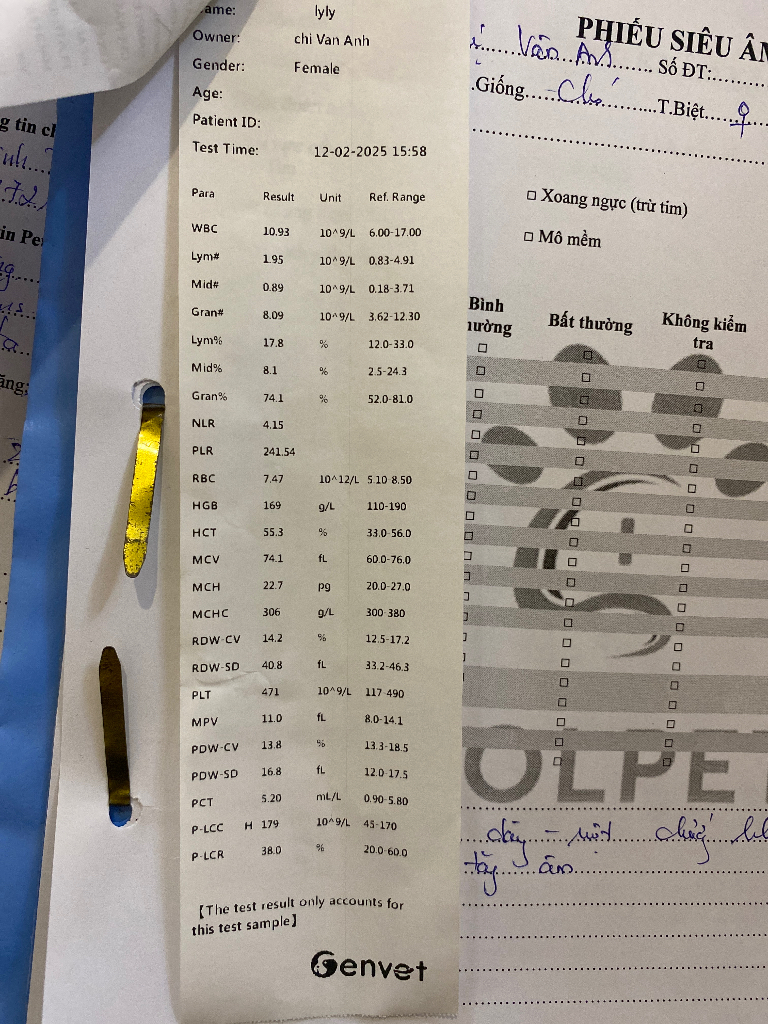 ame: lyly
Owner: chi Van Anh
Gender: Female
Age:
Patient ID:
Test Time: 12-02-2025 15:58
Para Result Unit Ref. Range
WBC 10.93 10^9/L 6.00-17.00
Lym# 1.95 10^9/L 0.83-4.91
Mid# 0.89 10^9/L 0.18-3.71
Gran# 8.09 10^9/L 3.62-12.30
Lym% 17.8 % 12.0-33.0
Mid% 8.1 % 2.5-24.3
Gran% 74.1 % 52.0-81.0
NLR 4.15
PLR 241.54
RBC 7.47 10^12/L 5.10-8.50
HGB 169 g/L 110-190
HCT 55.3 % 33.0-56.0
MCV 74.1 fL 60.0-76.0
MCH 22.7 pg 20.0-27.0
MCHC 306 g/L 300-380
RDW-CV 14.2 % 12.5-17.2
RDW-SD 40.8 fL 33.2-46.3
PLT 471 10^9/L 117-490
MPV 11.0 fL 8.0-14.1
PDW-CV 13.8 % 13.3-18.5
PDW-SD 16.8 fL 12.0-17.5
PCT 5.20 mL/L 0.90-5.80
P-LCC H 179 10^9/L 45-170
P-LCR 38.0 % 20.0-60.0
【The test result only accounts for
this test sample】
Genvet
PHIẾU SIÊU ÂM
Vân Anh Số ĐT:
Giống Chó T.Biệt ♀
□ Xoang ngực (trừ tim)
□ Mô mềm
Bình Bất thường Không kiểm
ường tra
OLPET
dày - một
tăng âm